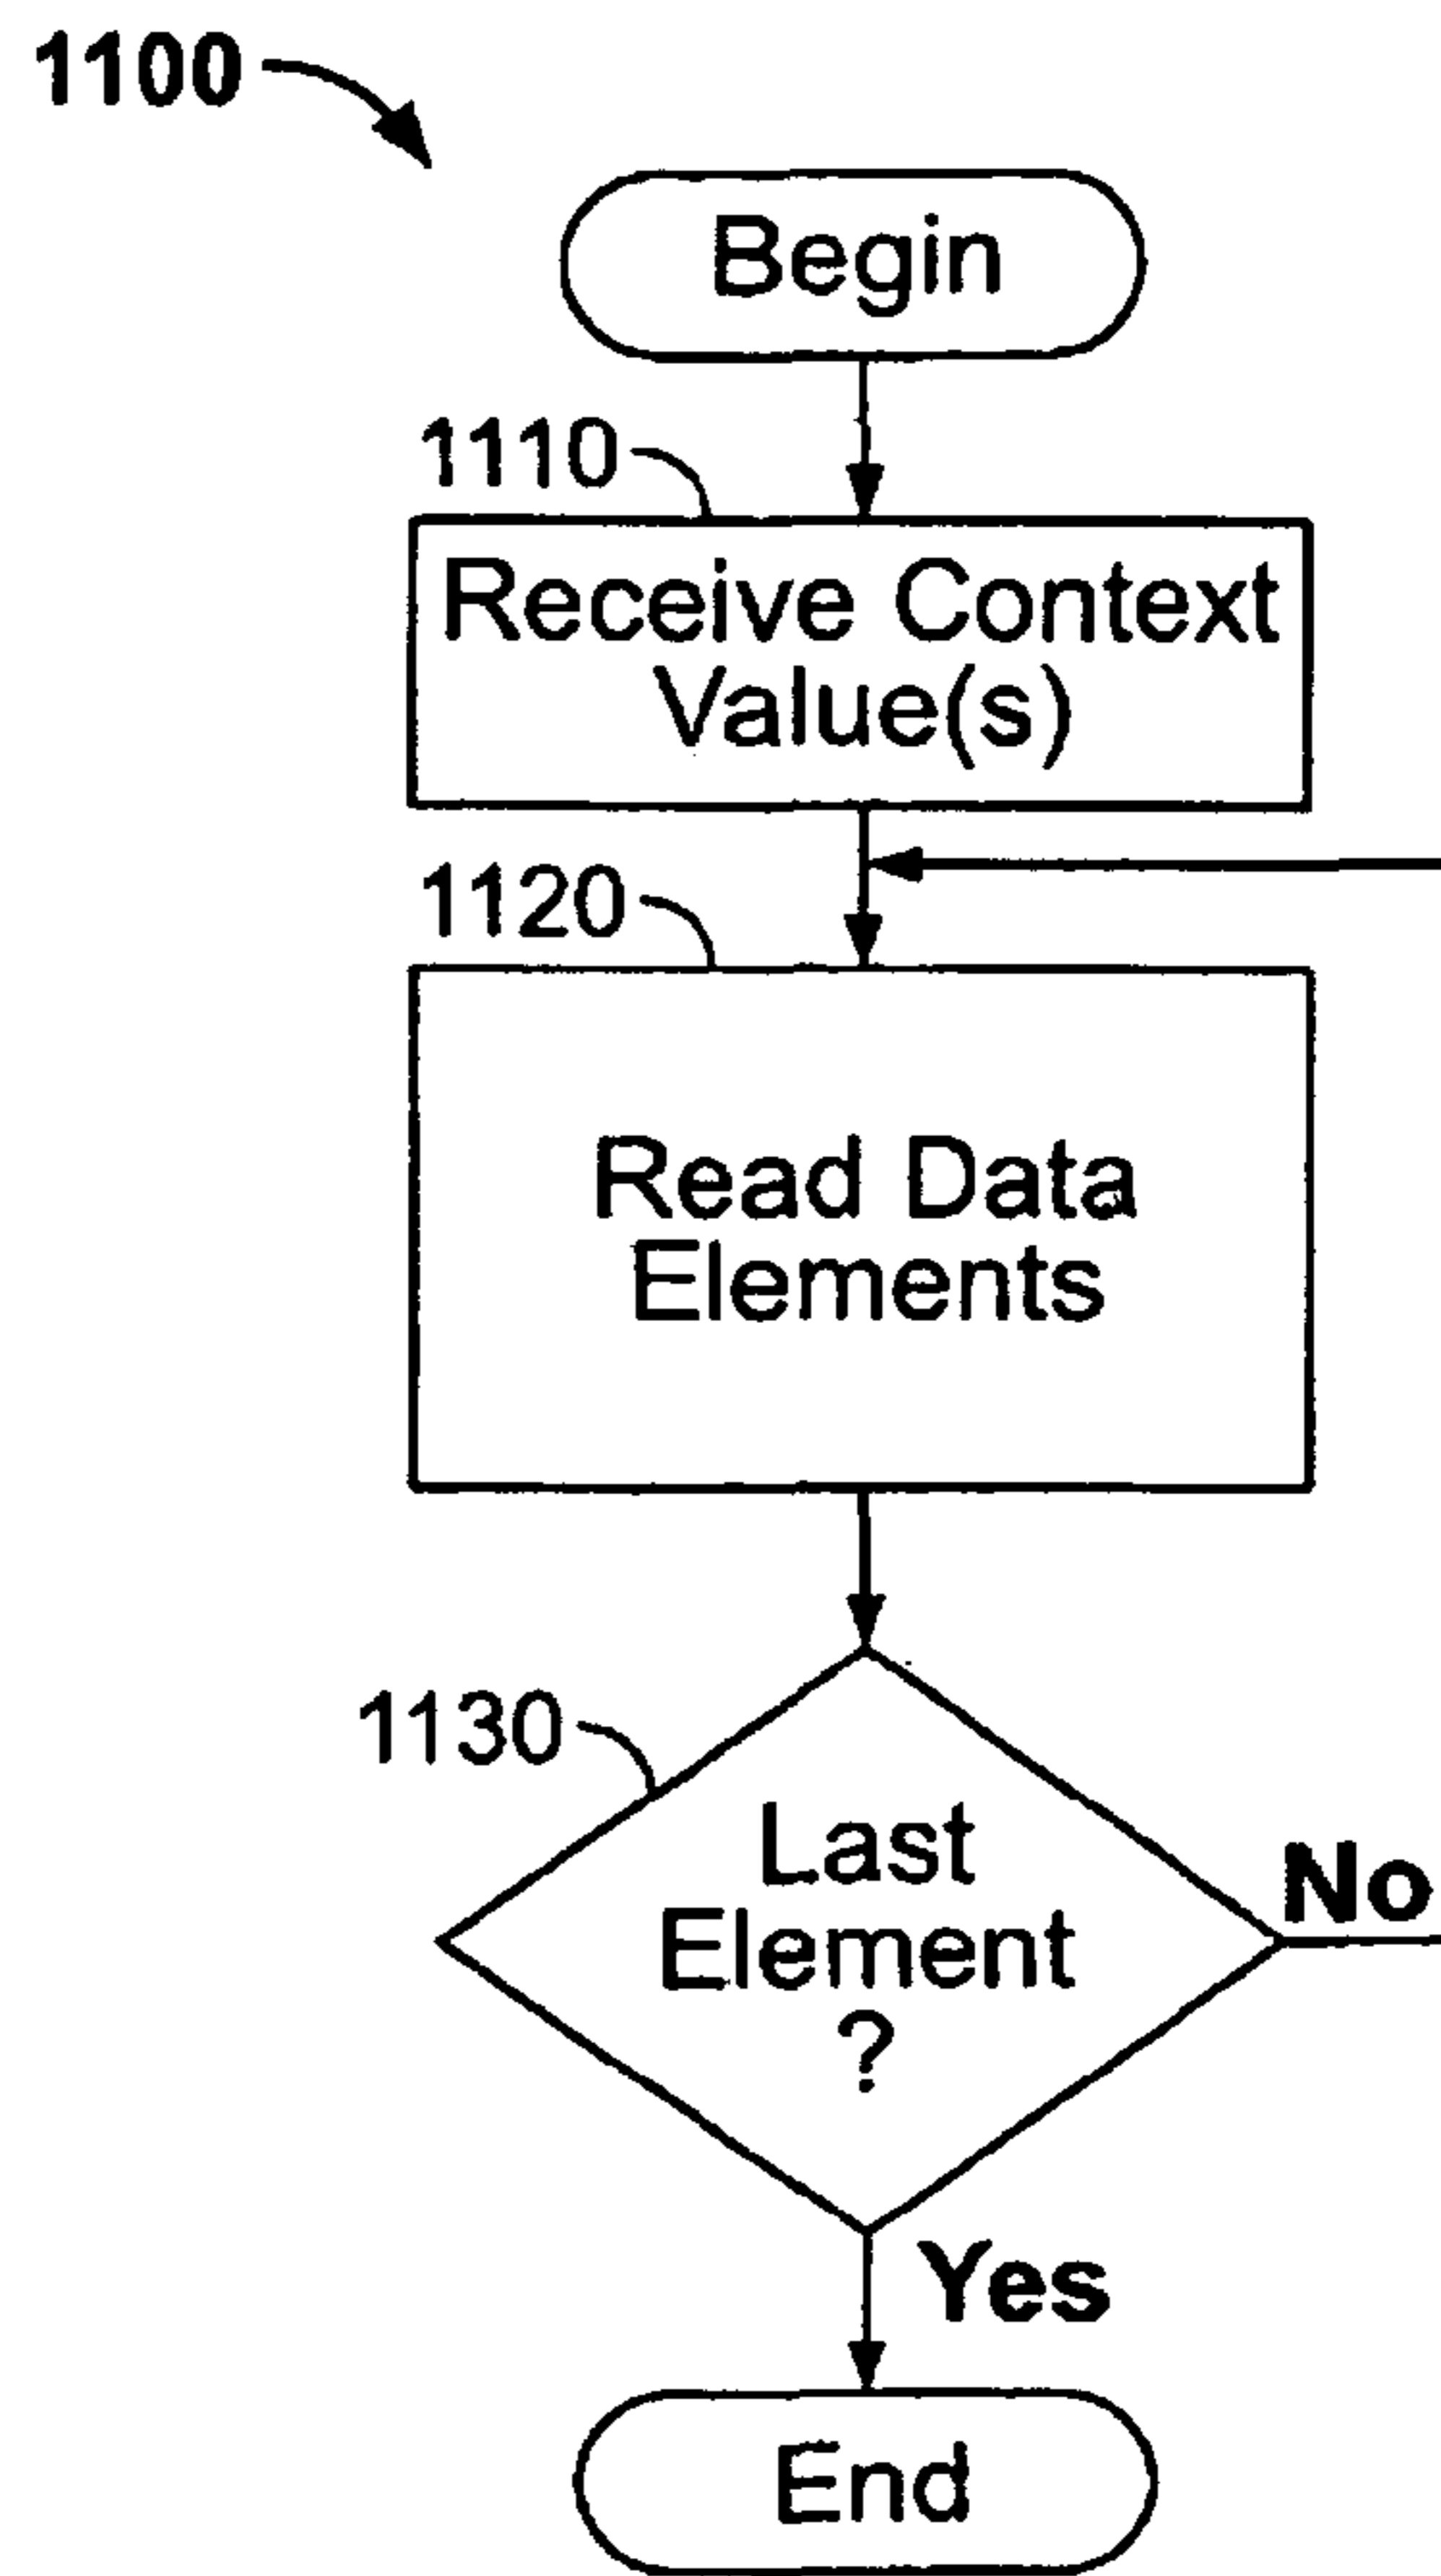 1100
Begin
1110
Receive Context
Value(s)
1120
Read Data
Elements
1130
Last
Element
?
No
Yes
End